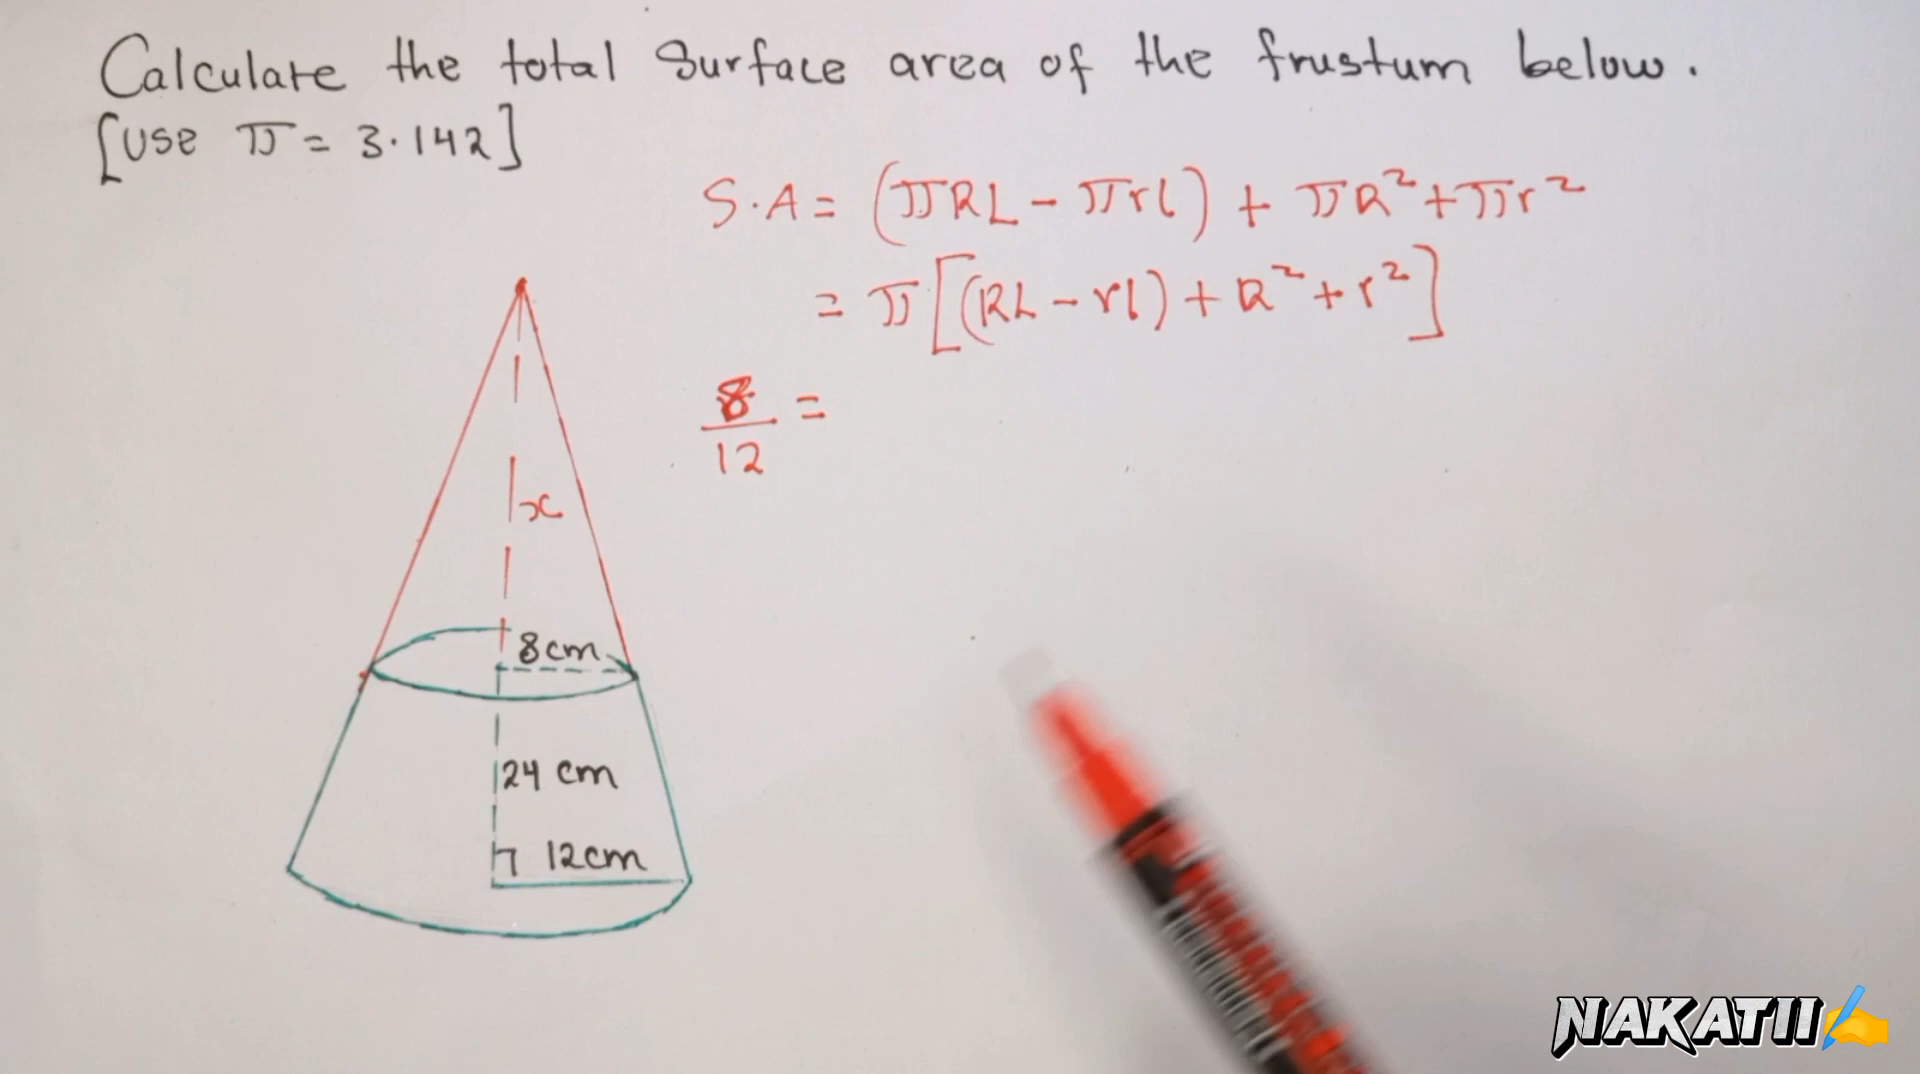 Calculate the total surface area of the frustum below.
[Use π = 3.142]
S.A = (πRL - πrl) + πR² + πr²
= π[(RL - rl) + R² + r²]
8/12 =
x
8cm
24 cm
12cm
NAKATII